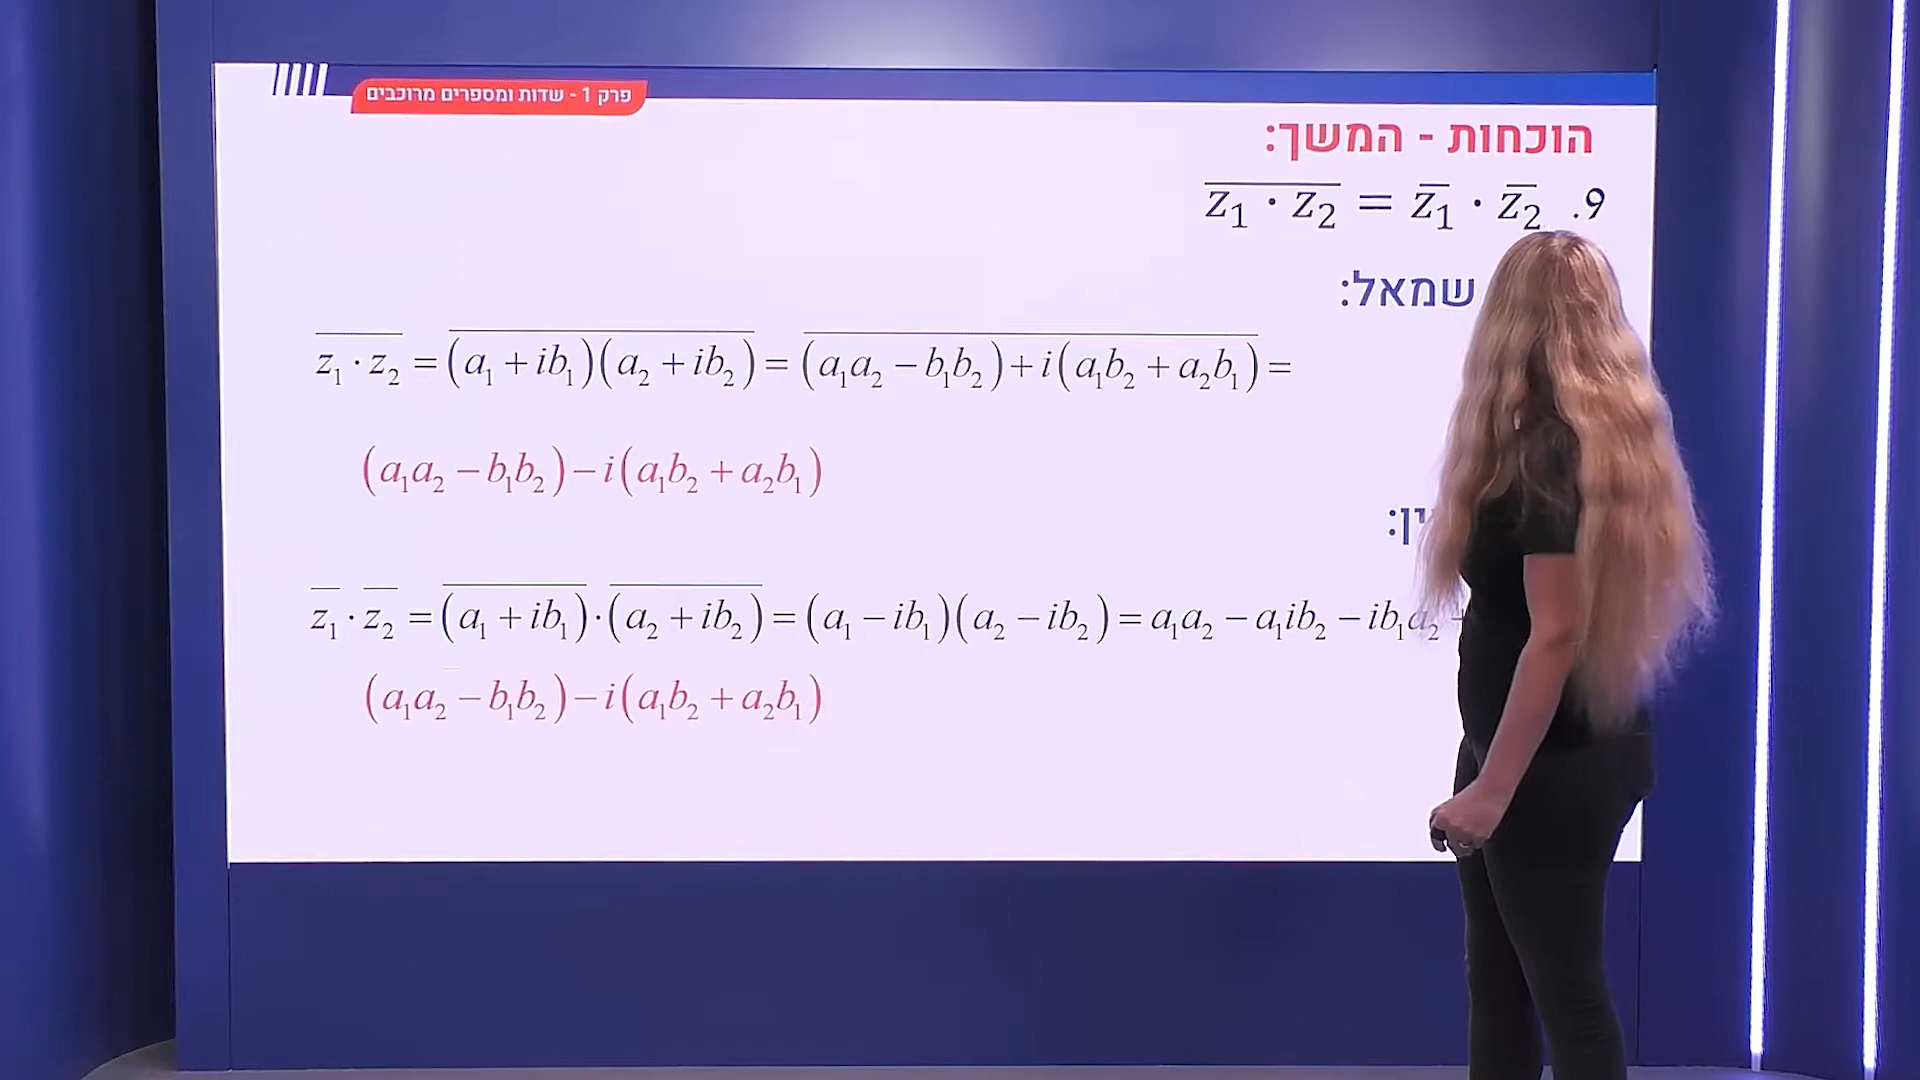 פרק 1 - שדות ומספרים מרוכבים
הוכחות - המשך:
9. \overline{z_1 \cdot z_2} = \overline{z_1} \cdot \overline{z_2}
שמאל:
\overline{z_1 \cdot z_2} = \overline{(a_1 + ib_1)(a_2 + ib_2)} = \overline{(a_1a_2 - b_1b_2) + i(a_1b_2 + a_2b_1)} =
(a_1a_2 - b_1b_2) - i(a_1b_2 + a_2b_1)
\overline{z_1} \cdot \overline{z_2} = \overline{(a_1 + ib_1)} \cdot \overline{(a_2 + ib_2)} = (a_1 - ib_1)(a_2 - ib_2) = a_1a_2 - a_1ib_2 - ib_1a_2 +
(a_1a_2 - b_1b_2) - i(a_1b_2 + a_2b_1)